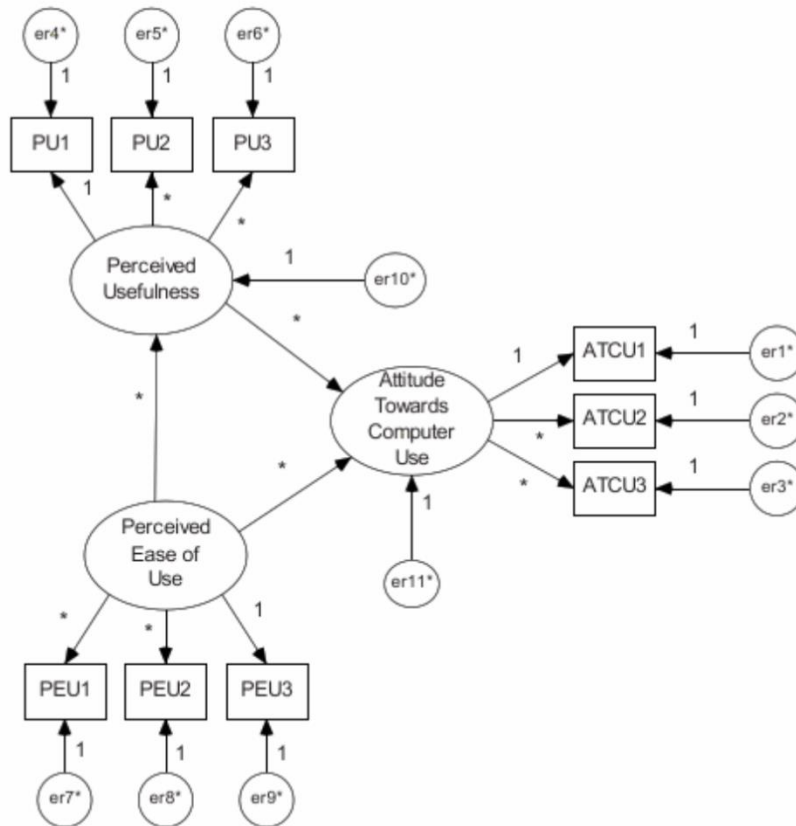 er4*
er5*
er6*
1
1
1
PU1
PU2
PU3
1
*
*
Perceived
Usefulness
1
er10*
*
*
*
Attitude
Towards
Computer
Use
1
ATCU1
1
er1*
*
ATCU2
1
er2*
*
ATCU3
1
er3*
1
er11*
Perceived
Ease of
Use
*
*
1
PEU1
PEU2
PEU3
1
1
1
er7*
er8*
er9*